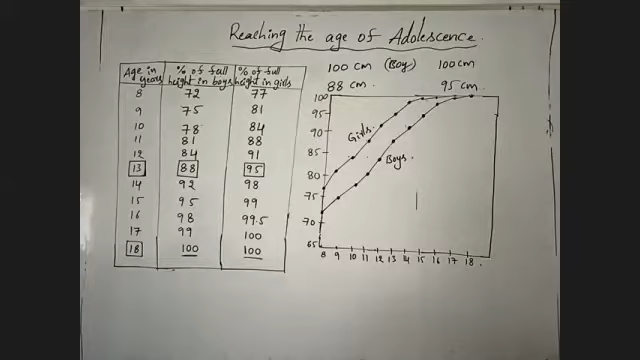 Reaching the age of Adolescence.
Age in years % of full height in boys % of full height in girls
8 72 77
9 75 81
10 78 84
11 81 88
12 84 91
13 88 95
14 92 98
15 95 99
16 98 99.5
17 99 100
18 100 100
100 cm (Boy) 100cm
88 cm. 95 cm.
100
95
90
85
80
75
70
65
Girls.
Boys.
8 9 10 11 12 13 14 15 16 17 18